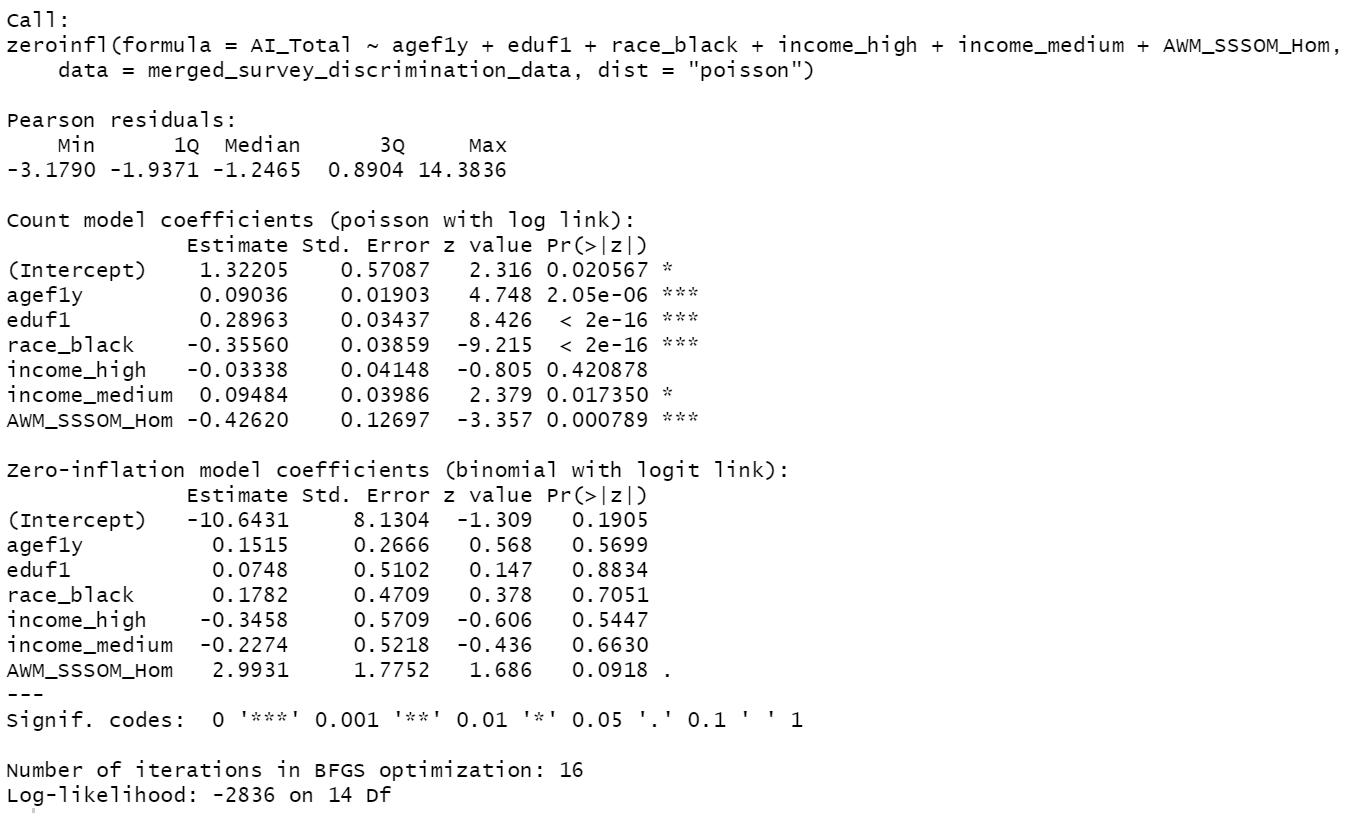 Call:
zeroinfl(formula = AI_Total ~ agef1y + eduf1 + race_black + income_high + income_medium + AWM_SSSOM_Hom,
    data = merged_survey_discrimination_data, dist = "poisson")

Pearson residuals:
    Min      1Q  Median      3Q     Max
-3.1790 -1.9371 -1.2465  0.8904 14.3836

Count model coefficients (poisson with log link):
              Estimate Std. Error z value Pr(>|z|)
(Intercept)    1.32205    0.57087   2.316 0.020567 *
agef1y         0.09036    0.01903   4.748 2.05e-06 ***
eduf1          0.28963    0.03437   8.426  < 2e-16 ***
race_black    -0.35560    0.03859  -9.215  < 2e-16 ***
income_high   -0.03338    0.04148  -0.805 0.420878
income_medium  0.09484    0.03986   2.379 0.017350 *
AWM_SSSOM_Hom -0.42620    0.12697  -3.357 0.000789 ***

Zero-inflation model coefficients (binomial with logit link):
              Estimate Std. Error z value Pr(>|z|)
(Intercept)   -10.6431     8.1304  -1.309   0.1905
agef1y          0.1515     0.2666   0.568   0.5699
eduf1           0.0748     0.5102   0.147   0.8834
race_black      0.1782     0.4709   0.378   0.7051
income_high    -0.3458     0.5709  -0.606   0.5447
income_medium  -0.2274     0.5218  -0.436   0.6630
AWM_SSSOM_Hom   2.9931     1.7752   1.686   0.0918 .
---
Signif. codes:  0 '***' 0.001 '**' 0.01 '*' 0.05 '.' 0.1 ' ' 1

Number of iterations in BFGS optimization: 16
Log-likelihood: -2836 on 14 Df